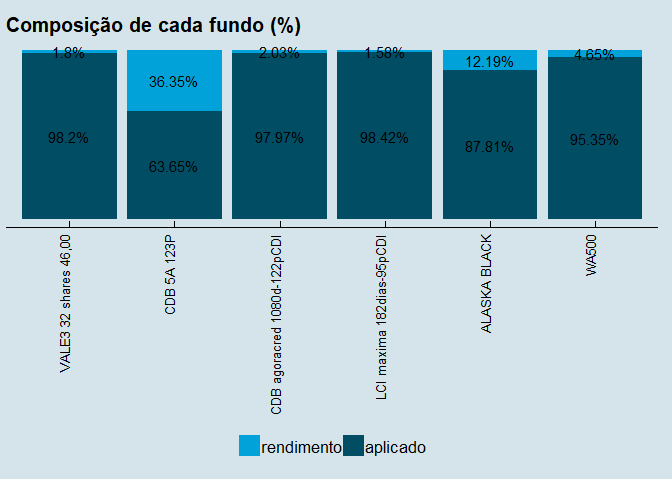 Composição de cada fundo (%)
1.8%
36.35%
2.03%
1.58%
12.19%
4.65%
98.2%
63.65%
97.97%
98.42%
87.81%
95.35%
VALE3 32 shares 46,00
CDB 5A 123P
CDB agoracred 1080d-122pCDI
LCI maxima 182dias-95pCDI
ALASKA BLACK
WA500
rendimento
aplicado